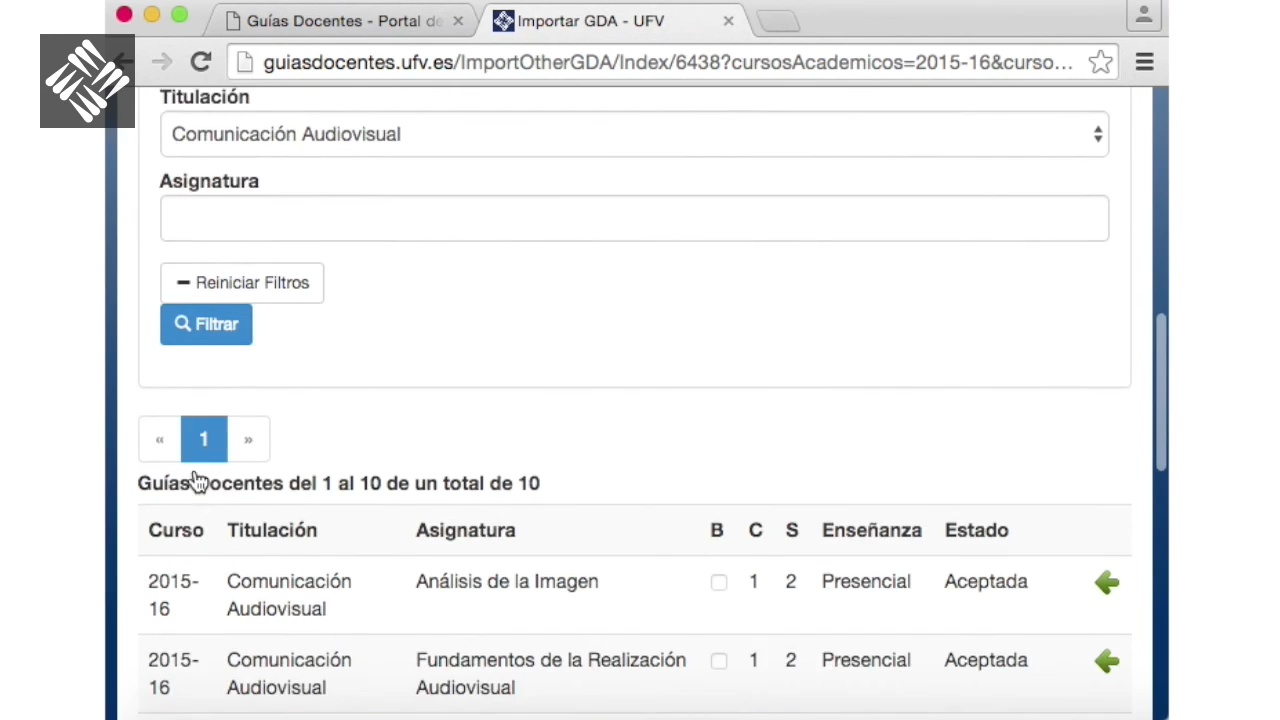 Guías Docentes - Portal de
Importar GDA - UFV
guiasdocentes.ufv.es/ImportOtherGDA/Index/6438?cursosAcademicos=2015-16&curso...
Titulación
Comunicación Audiovisual
Asignatura
Reiniciar Filtros
Filtrar
« 1 »
Guías Docentes del 1 al 10 de un total de 10
Curso Titulación Asignatura B C S Enseñanza Estado
2015- Comunicación Análisis de la Imagen 1 2 Presencial Aceptada
16 Audiovisual
2015- Comunicación Fundamentos de la Realización 1 2 Presencial Aceptada
16 Audiovisual Audiovisual